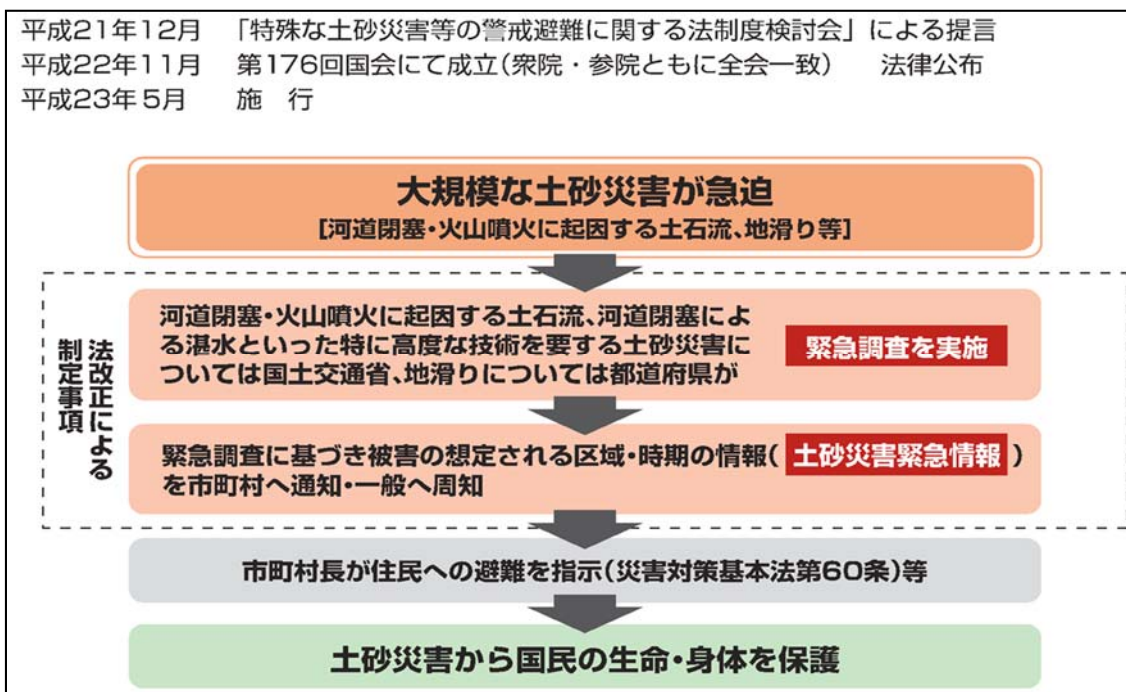 平成21年12月　「特殊な土砂災害等の警戒避難に関する法制度検討会」による提言
平成22年11月　第176回国会にて成立(衆院・参院ともに全会一致)　　法律公布
平成23年5月　施　行
大規模な土砂災害が急迫
[河道閉塞・火山噴火に起因する土石流、地滑り等]
法改正による
制定事項
河道閉塞・火山噴火に起因する土石流、河道閉塞によ
る湛水といった特に高度な技術を要する土砂災害に
ついては国土交通省、地滑りについては都道府県が
緊急調査を実施
緊急調査に基づき被害の想定される区域・時期の情報(土砂災害緊急情報)
を市町村へ通知・一般へ周知
市町村長が住民への避難を指示(災害対策基本法第60条)等
土砂災害から国民の生命・身体を保護